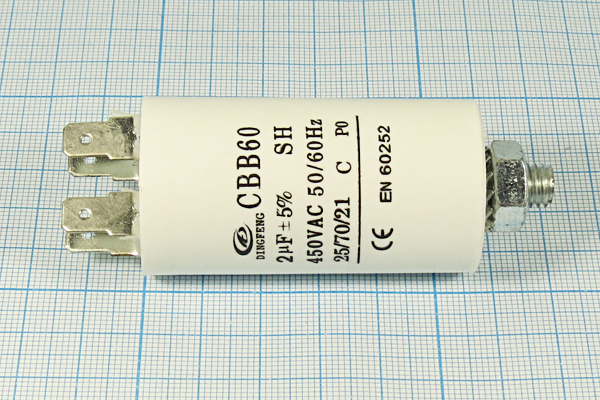 DINGFENG
CBB60
2µF±5% SH
450VAC 50/60Hz
25/70/21 C P0
CE EN 60252